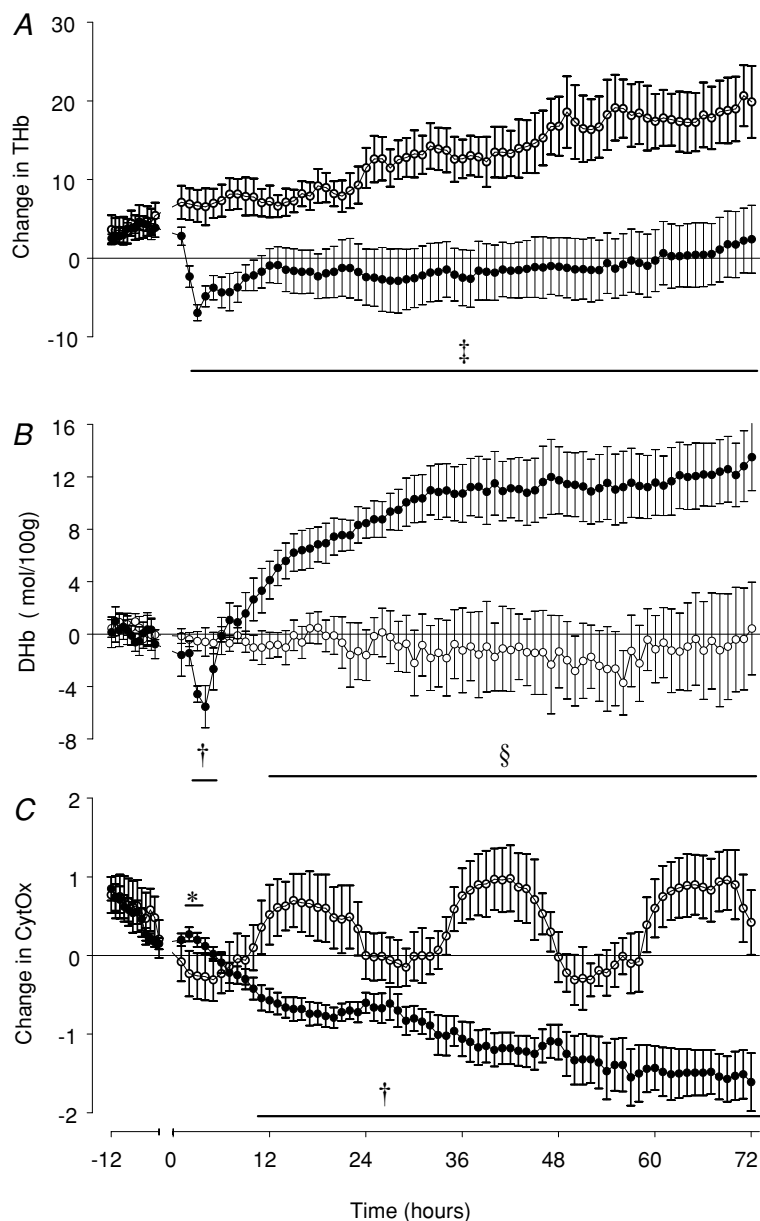 A
30
20
10
0
-10
Change in THb
‡
B
16
12
8
4
0
-4
-8
DHb ( mol/100g)
†
§
C
2
1
0
-1
-2
Change in CytOx
*
†
-12 0 12 24 36 48 60 72
Time (hours)